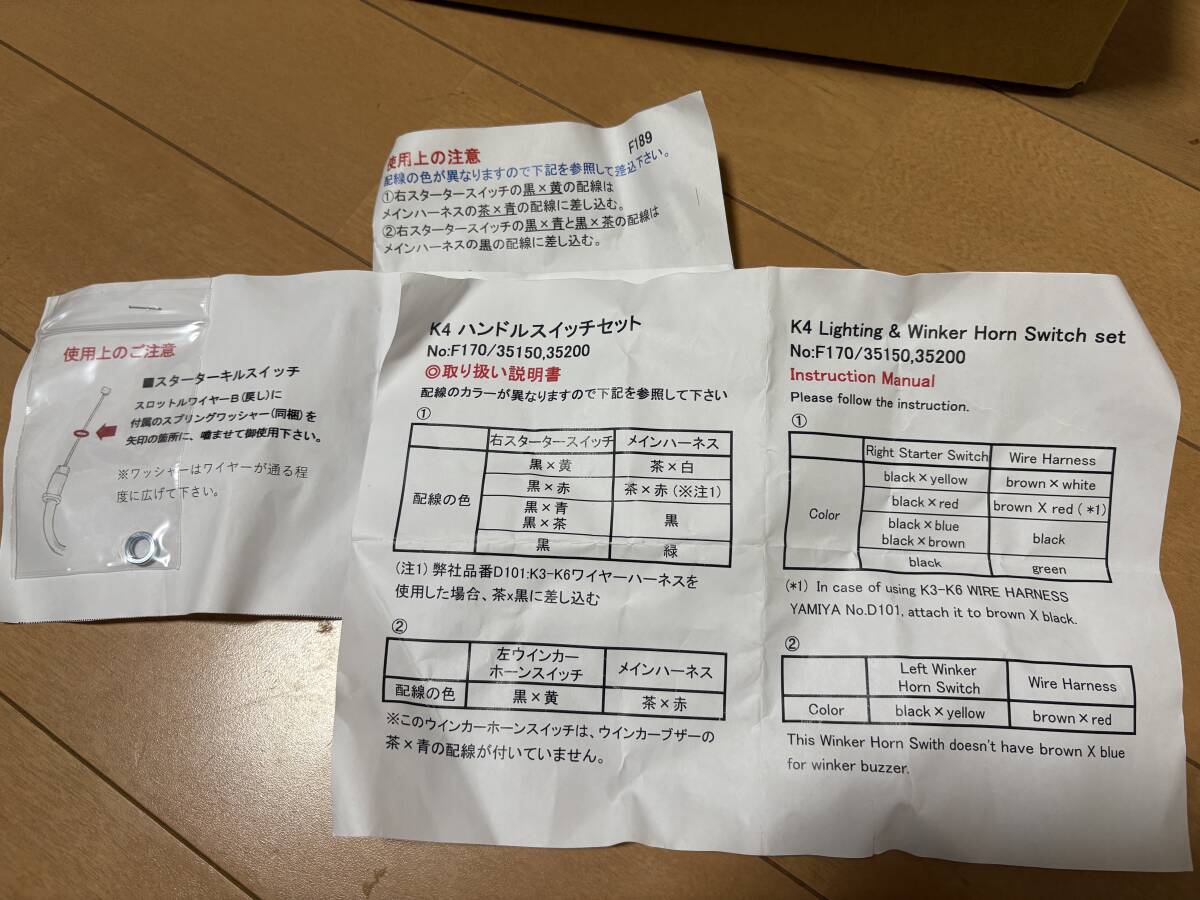 使用上の注意
F189
配線の色が異なりますので下記を参照して差込下さい。
①右スタータースイッチの黒×黄の配線は
メインハーネスの茶×青の配線に差し込む。
②右スタータースイッチの黒×青と黒×茶の配線は
メインハーネスの黒の配線に差し込む。
使用上のご注意
■スターターキルスイッチ
スロットルワイヤーB(戻し)に
付属のスプリングワッシャー(同梱)を
矢印の箇所に、噛ませて御使用下さい。
※ワッシャーはワイヤーが通る程
度に広げて下さい。
K4 ハンドルスイッチセット
No:F170/35150,35200
◎取り扱い説明書
配線のカラーが異なりますので下記を参照して下さい
①
右スタータースイッチ メインハーネス
配線の色
黒×黄 茶×白
黒×赤 茶×赤(※注1)
黒×青
黒×茶 黒
黒 緑
(注1) 弊社品番D101:K3-K6ワイヤーハーネスを
使用した場合、茶x黒に差し込む
②
左ウインカー
ホーンスイッチ メインハーネス
配線の色 黒×黄 茶×赤
※このウインカーホーンスイッチは、ウインカーブザーの
茶×青の配線が付いていません。
K4 Lighting & Winker Horn Switch set
No:F170/35150,35200
Instruction Manual
Please follow the instruction.
①
Right Starter Switch Wire Harness
Color
black×yellow brown×white
black×red brown X red (*1)
black×blue
black×brown black
black green
(*1) In case of using K3-K6 WIRE HARNESS
YAMIYA No.D101, attach it to brown X black.
②
Left Winker
Horn Switch Wire Harness
Color black×yellow brown×red
This Winker Horn Swith doesn't have brown X blue
for winker buzzer.